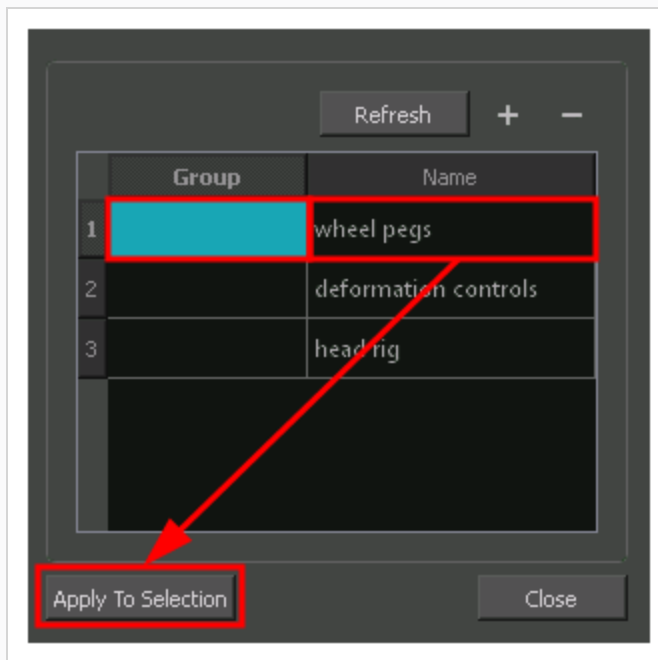 Refresh + −
Group Name
1 wheel pegs
2 deformation controls
3 head rig
Apply To Selection Close